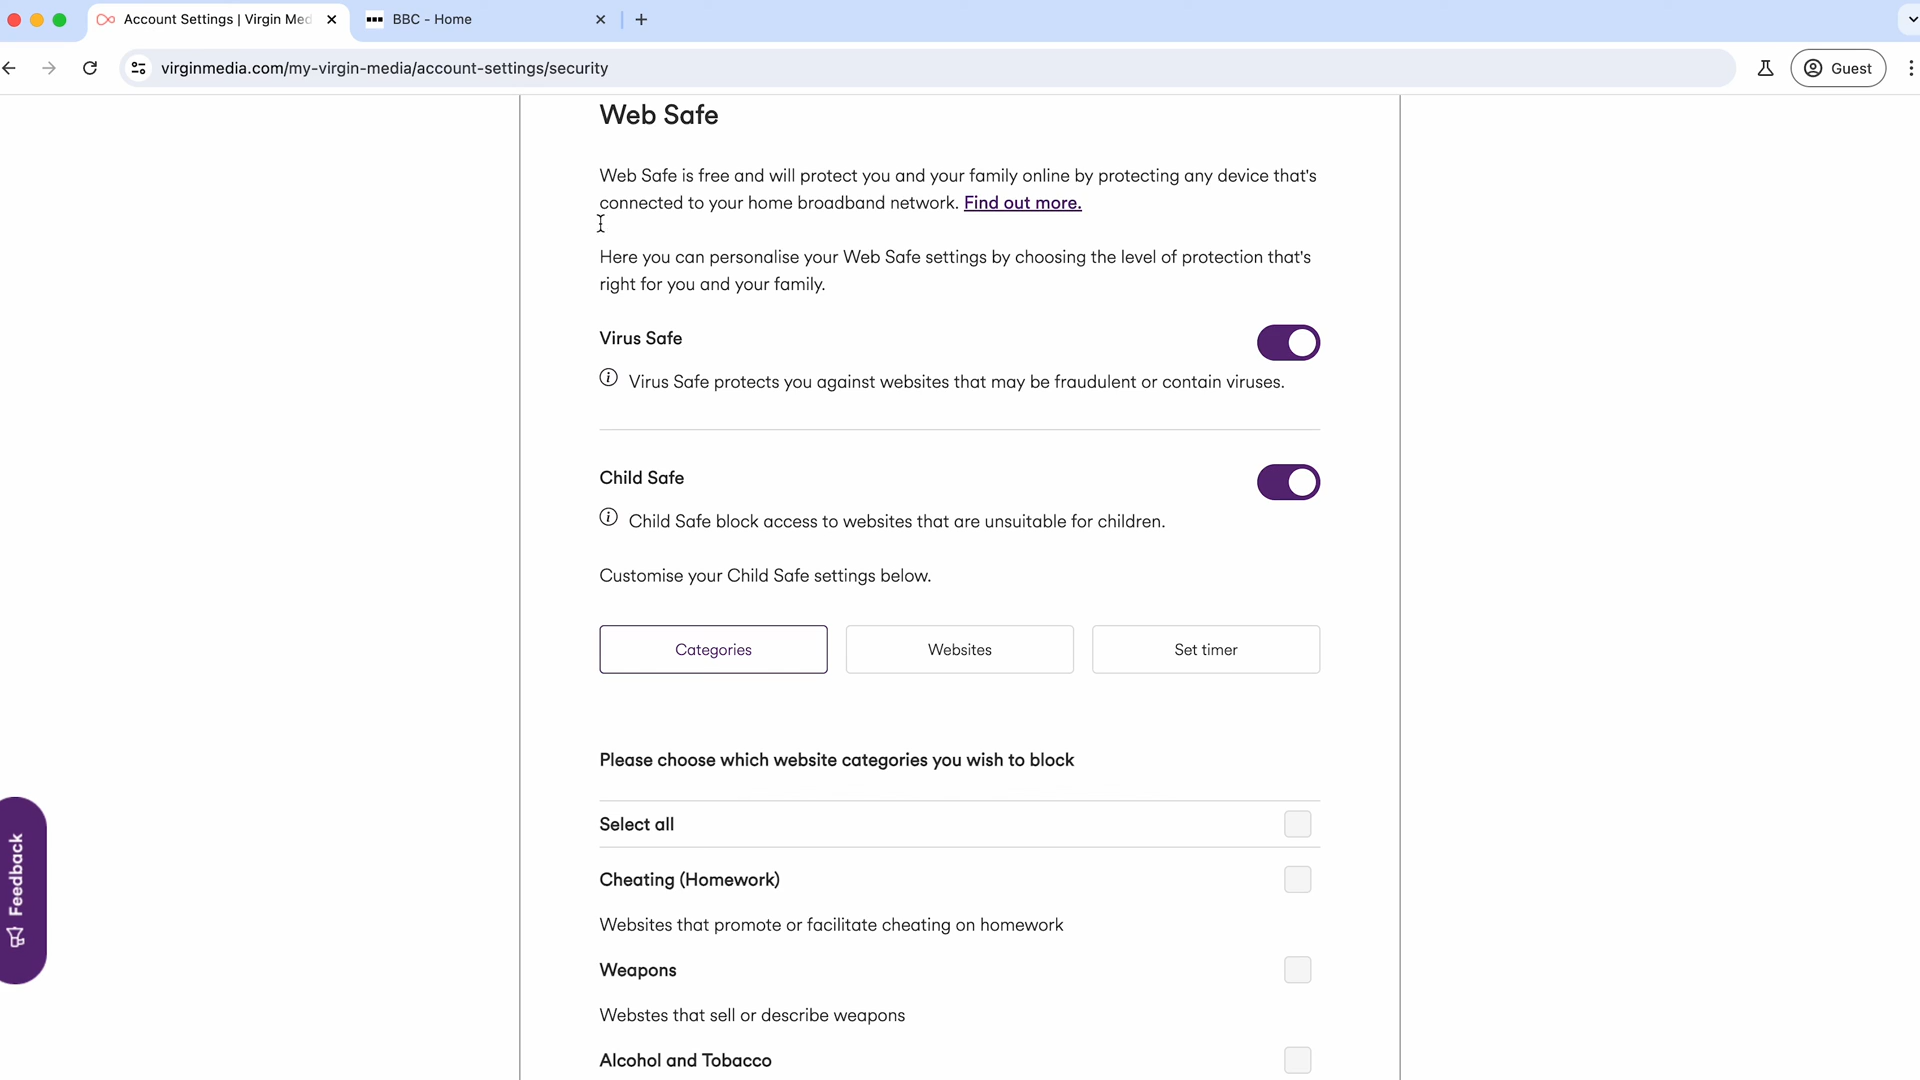 Account Settings | Virgin Med
BBC - Home
virginmedia.com/my-virgin-media/account-settings/security
Guest
Web Safe
Web Safe is free and will protect you and your family online by protecting any device that's
connected to your home broadband network. Find out more.
Here you can personalise your Web Safe settings by choosing the level of protection that's
right for you and your family.
Virus Safe
Virus Safe protects you against websites that may be fraudulent or contain viruses.
Child Safe
Child Safe block access to websites that are unsuitable for children.
Customise your Child Safe settings below.
Categories
Websites
Set timer
Please choose which website categories you wish to block
Select all
Cheating (Homework)
Websites that promote or facilitate cheating on homework
Weapons
Webstes that sell or describe weapons
Alcohol and Tobacco
Feedback